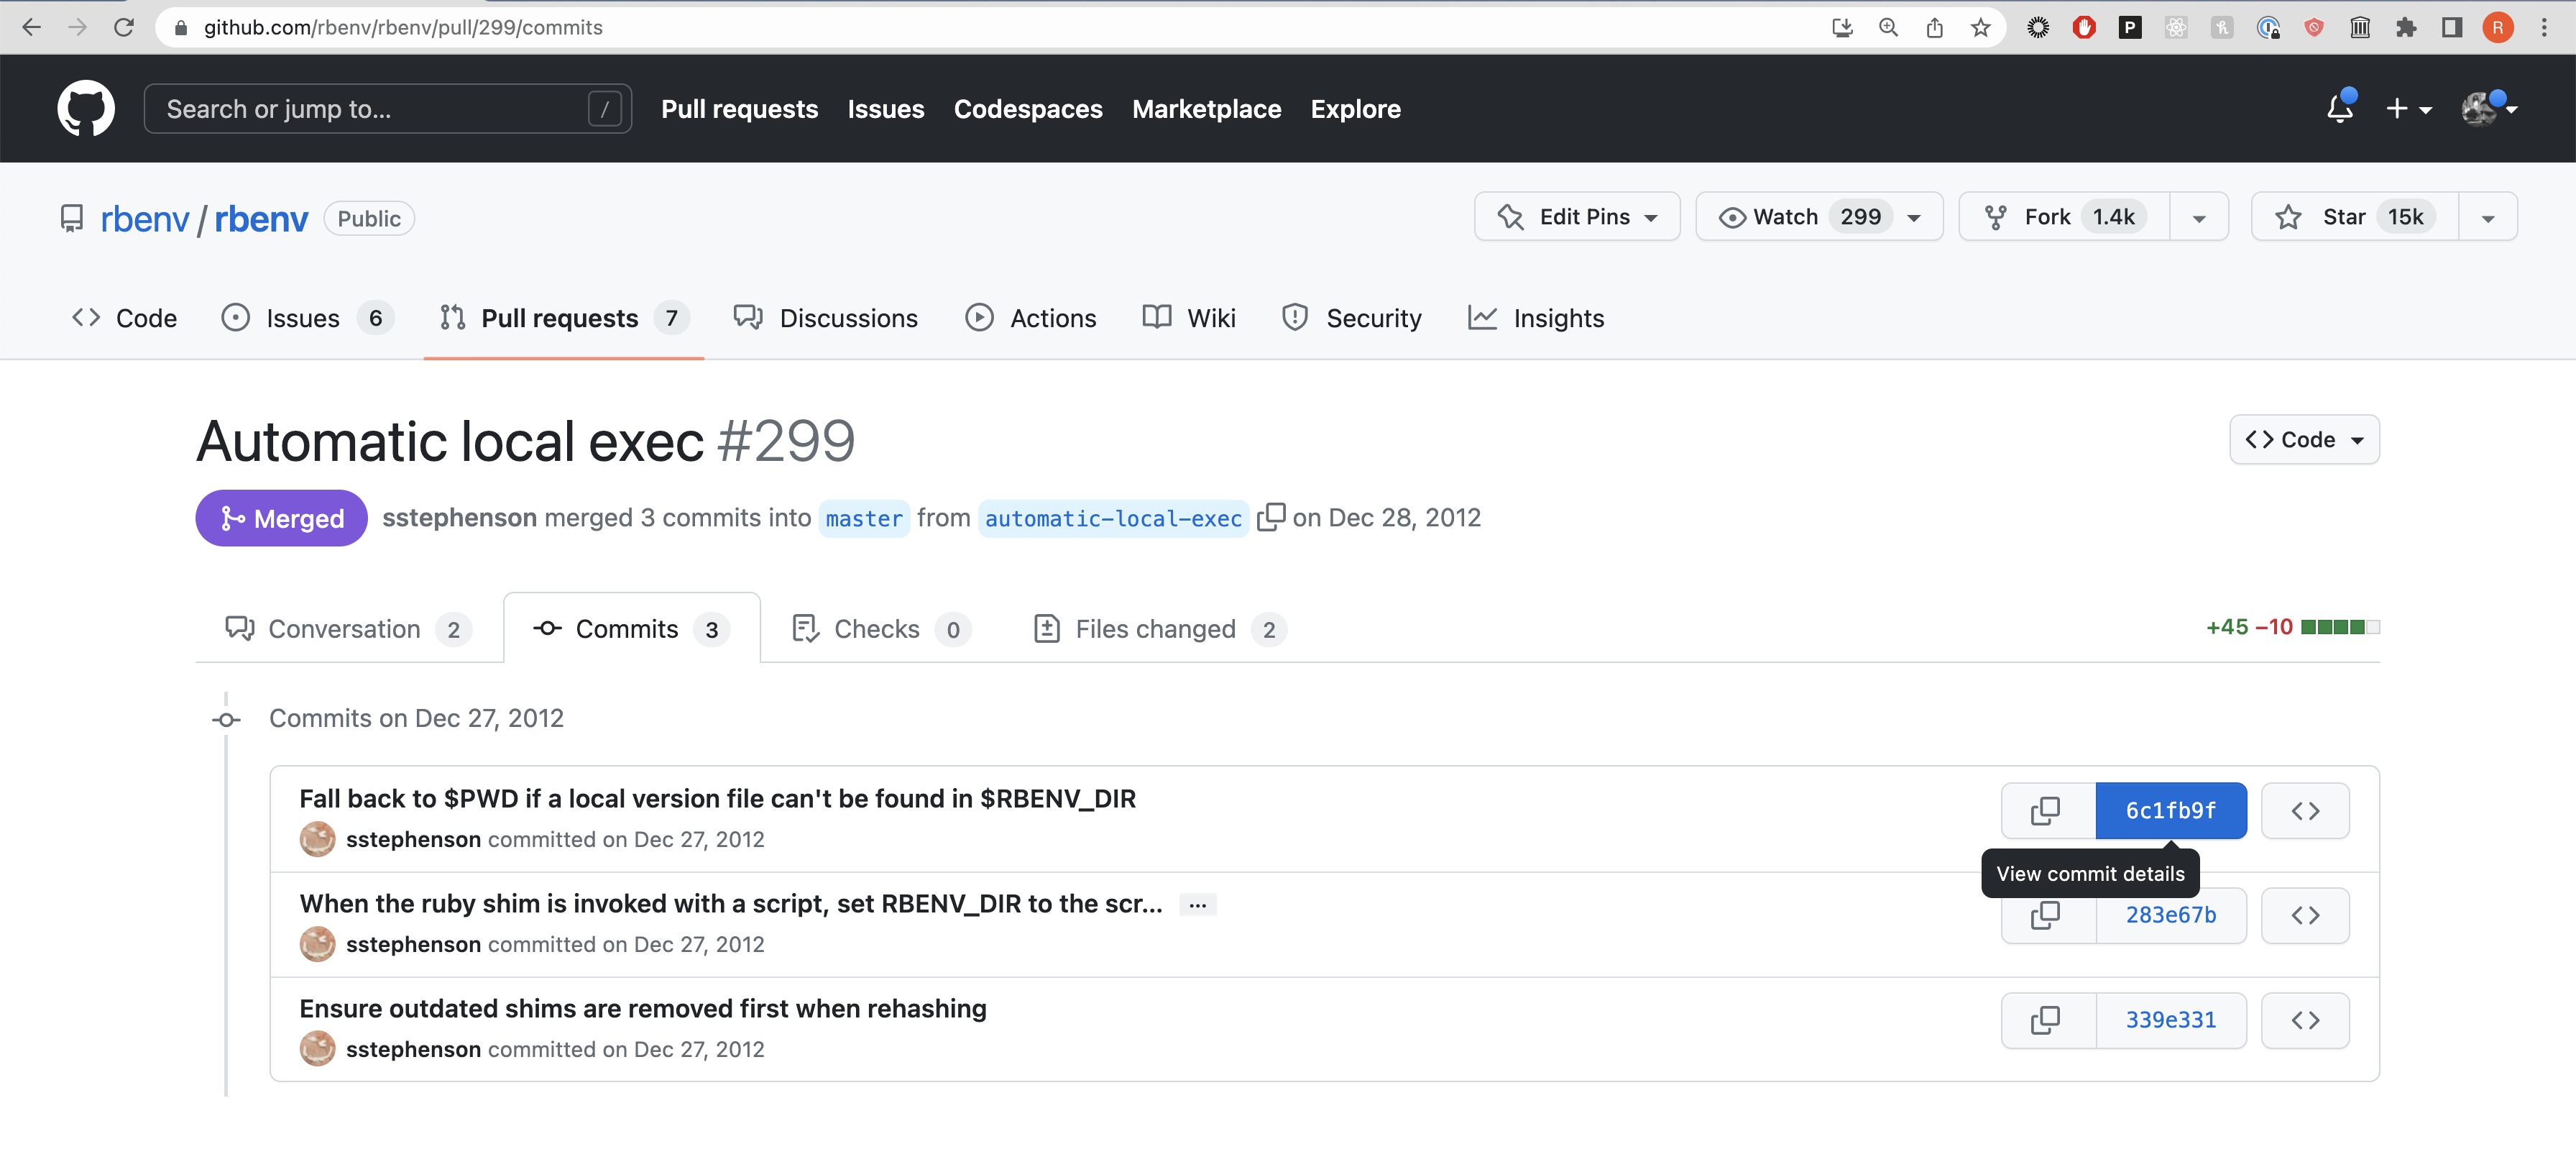 github.com/rbenv/rbenv/pull/299/commits
P
R
Search or jump to... /
Pull requests Issues Codespaces Marketplace Explore
rbenv / rbenv Public
Edit Pins Watch 299 Fork 1.4k Star 15k
Code Issues 6 Pull requests 7 Discussions Actions Wiki Security Insights
Automatic local exec #299
Code
Merged sstephenson merged 3 commits into master from automatic-local-exec on Dec 28, 2012
Conversation 2 Commits 3 Checks 0 Files changed 2
+45 −10
Commits on Dec 27, 2012
Fall back to $PWD if a local version file can't be found in $RBENV_DIR
sstephenson committed on Dec 27, 2012
6c1fb9f
View commit details
When the ruby shim is invoked with a script, set RBENV_DIR to the scr... …
sstephenson committed on Dec 27, 2012
283e67b
Ensure outdated shims are removed first when rehashing
sstephenson committed on Dec 27, 2012
339e331